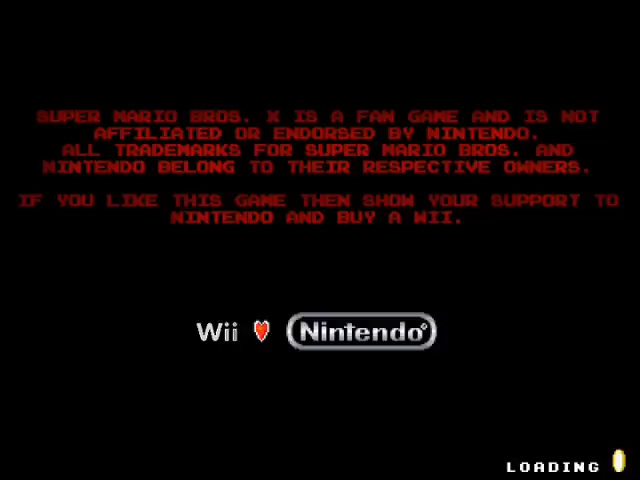 SUPER MARIO BROS. X IS A FAN GAME AND IS NOT
AFFILIATED OR ENDORSED BY NINTENDO.
ALL TRADEMARKS FOR SUPER MARIO BROS. AND
NINTENDO BELONG TO THEIR RESPECTIVE OWNERS.
IF YOU LIKE THIS GAME THEN SHOW YOUR SUPPORT TO
NINTENDO AND BUY A WII.
Wii Nintendo®
LOADING